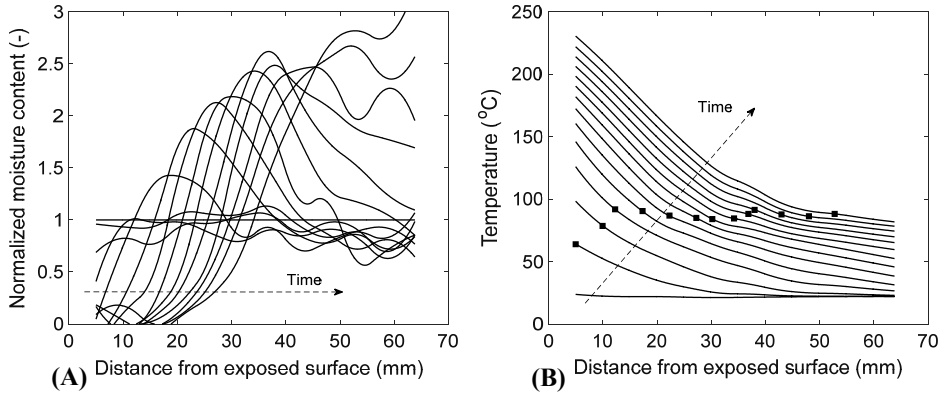 3
2.5
2
1.5
1
0.5
0
Normalized moisture content (-)
Time
0 10 20 30 40 50 60 70
Distance from exposed surface (mm)
(A)
250
200
150
100
50
0
Temperature (°C)
Time
0 10 20 30 40 50 60 70
Distance from exposed surface (mm)
(B)